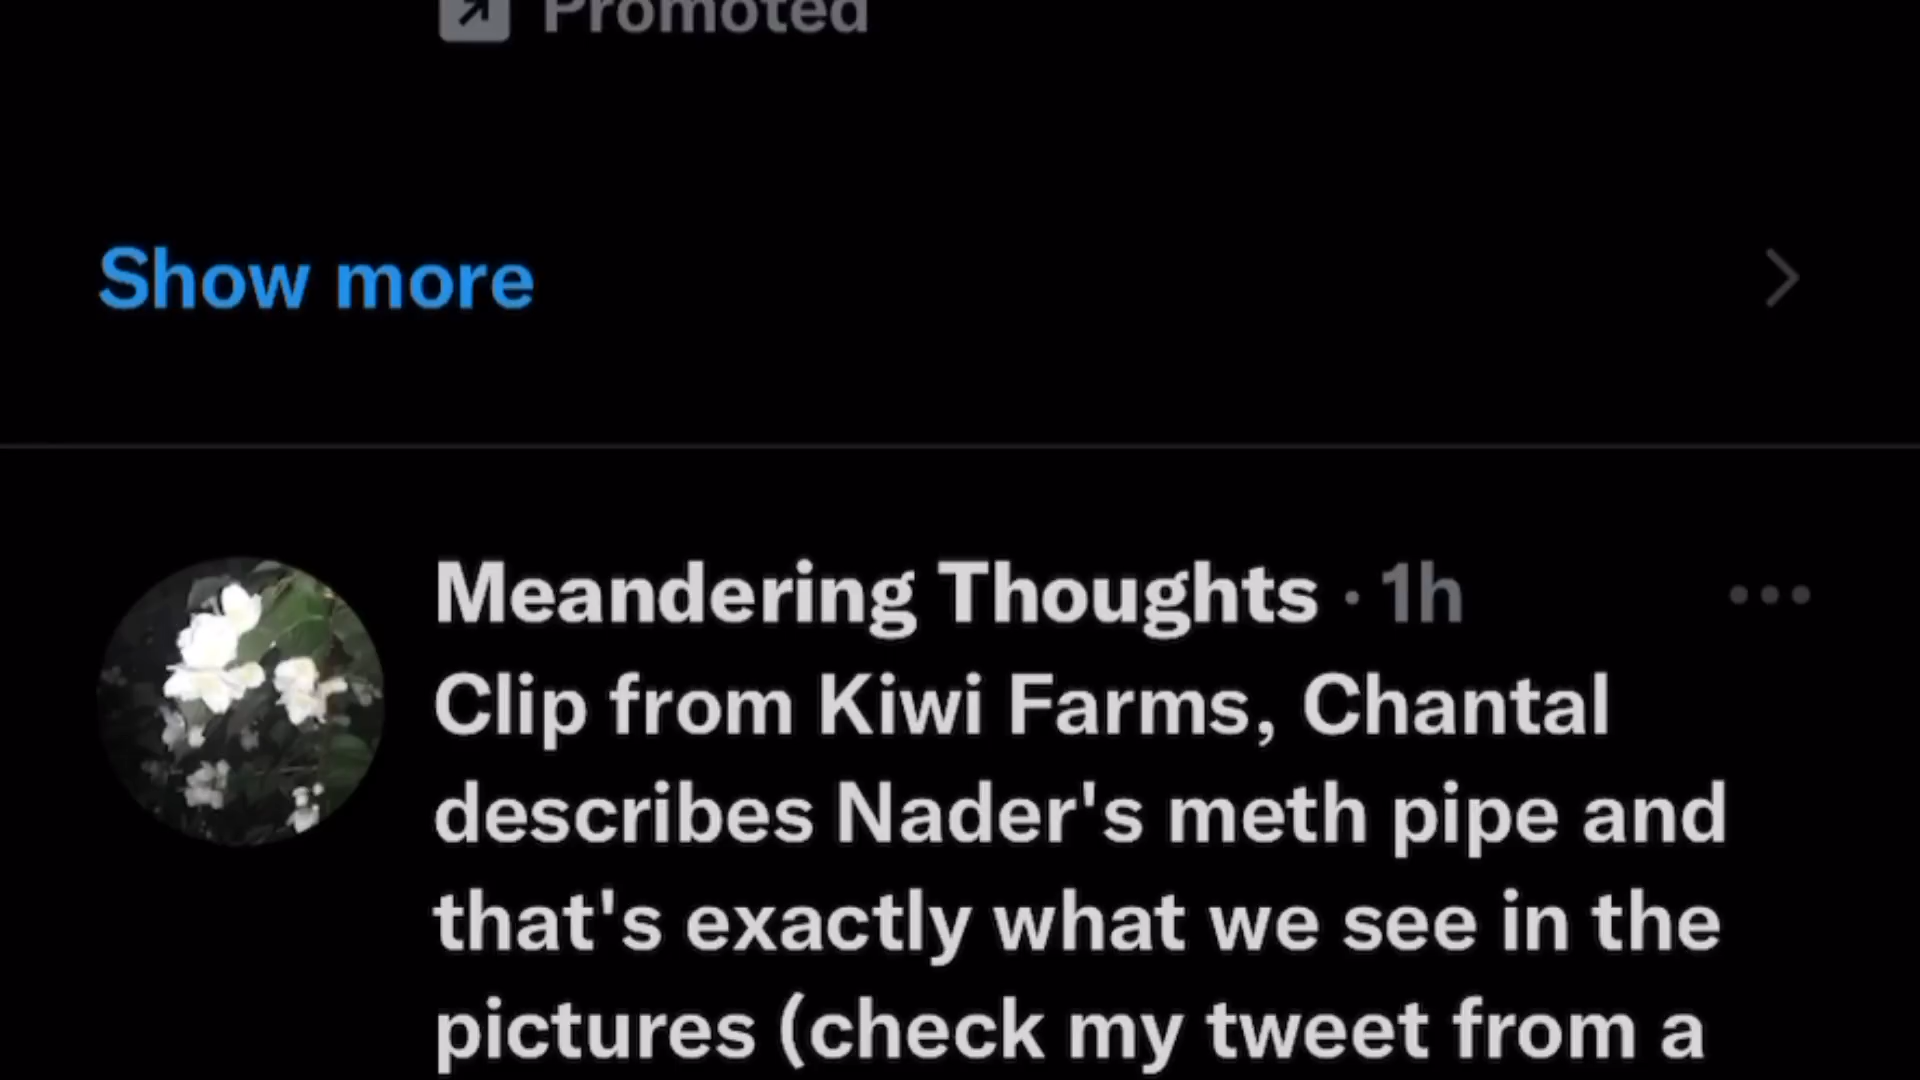 Promoted
Show more
Meandering Thoughts · 1h
Clip from Kiwi Farms, Chantal
describes Nader's meth pipe and
that's exactly what we see in the
pictures (check my tweet from a